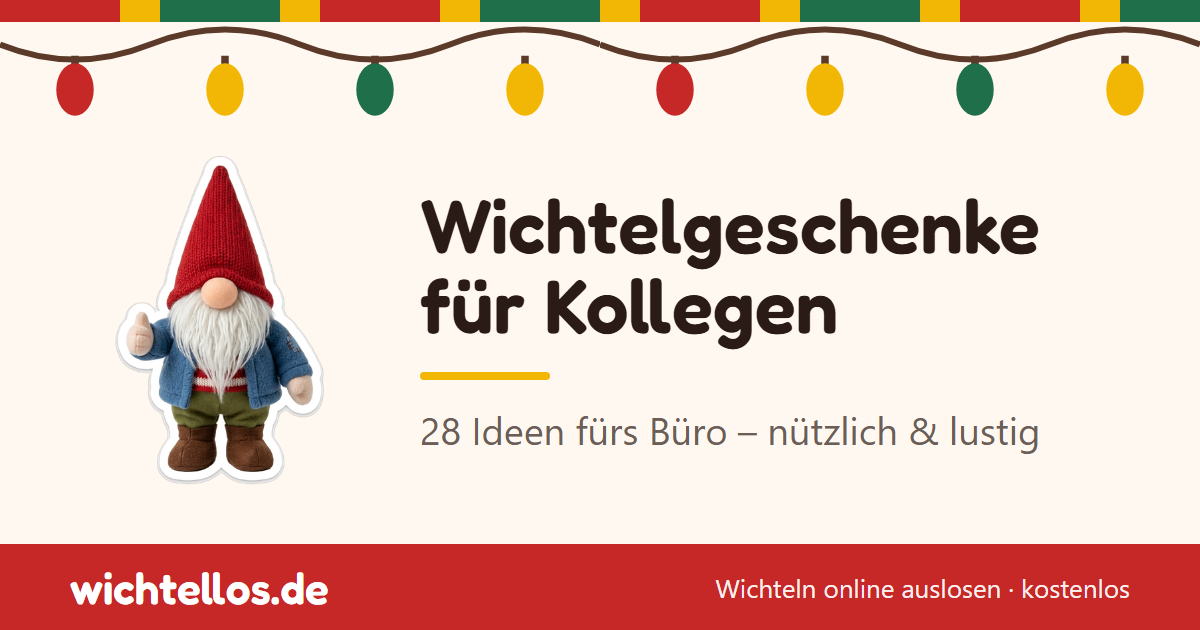 Wichtelgeschenke
für Kollegen
28 Ideen fürs Büro – nützlich & lustig
wichtellos.de
Wichteln online auslosen · kostenlos